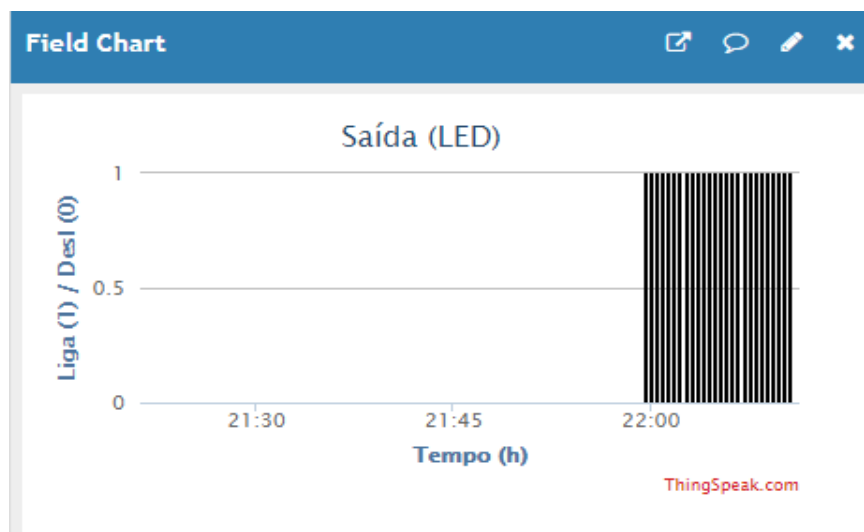 Field Chart
Saída (LED)
Liga (1) / Desl (0)
1
0.5
0
21:30 21:45 22:00
Tempo (h)
ThingSpeak.com